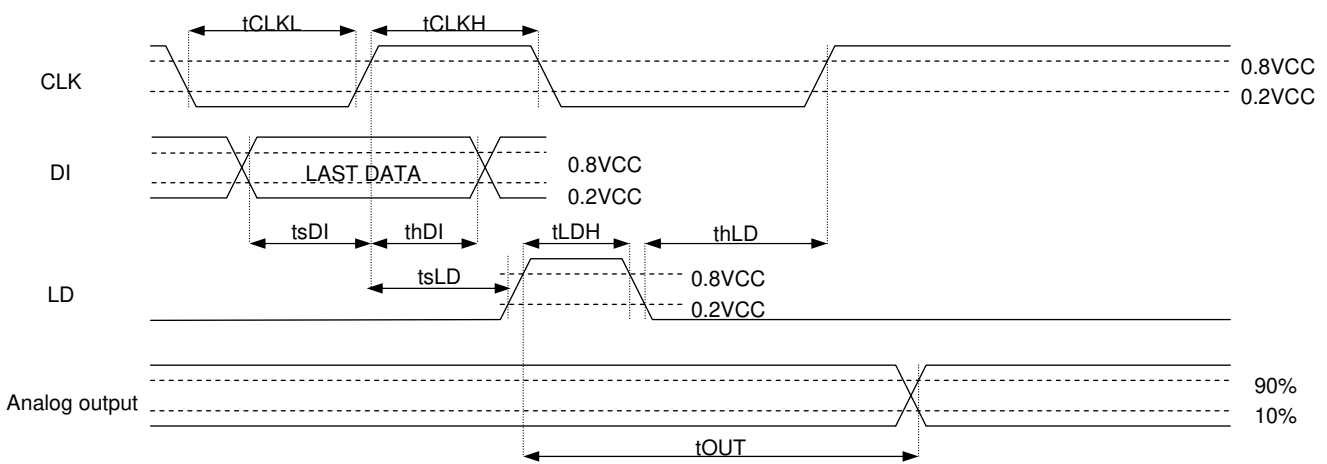 tCLKL tCLKH
CLK
0.8VCC
0.2VCC
DI
LAST DATA
0.8VCC
0.2VCC
tsDI thDI tLDH thLD
tsLD
LD
0.8VCC
0.2VCC
Analog output
90%
10%
tOUT